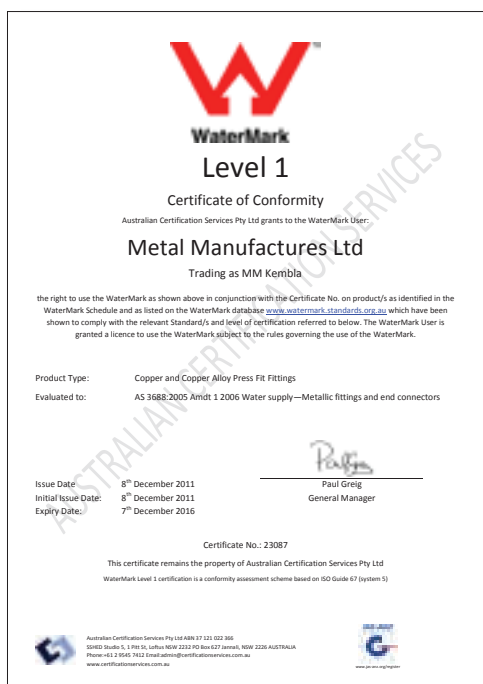 WaterMark
Level 1
Certificate of Conformity
Australian Certification Services Pty Ltd grants to the WaterMark User:
Metal Manufactures Ltd
Trading as MM Kembla
the right to use the WaterMark as shown above in conjunction with the Certificate No. on product/s as identified in the
WaterMark Schedule and as listed on the WaterMark database www.watermark.standards.org.au which have been
shown to comply with the relevant Standard/s and level of certification referred to below. The WaterMark User is
granted a licence to use the WaterMark subject to the rules governing the use of the WaterMark.
Product Type: Copper and Copper Alloy Press Fit Fittings
Evaluated to: AS 3688:2005 Amdt 1 2006 Water supply—Metallic fittings and end connectors
AUSTRALIAN CERTIFICATION SERVICES
Issue Date 8th December 2011
Initial Issue Date: 8th December 2011
Expiry Date: 7th December 2016
Paul Greig
General Manager
Certificate No.: 23087
This certificate remains the property of Australian Certification Services Pty Ltd
WaterMark Level 1 certification is a conformity assessment scheme based on ISO Guide 67 (system 5)
Australian Certification Services Pty Ltd ABN 37 121 022 366
SSHED Studio 5, 1 Pitt St, Loftus NSW 2232 PO Box 627 Jannali, NSW 2226 AUSTRALIA
Phone:+61 2 9545 7412 Email:admin@certificationservices.com.au
www.certificationservices.com.au
www.jas-anz.org/register